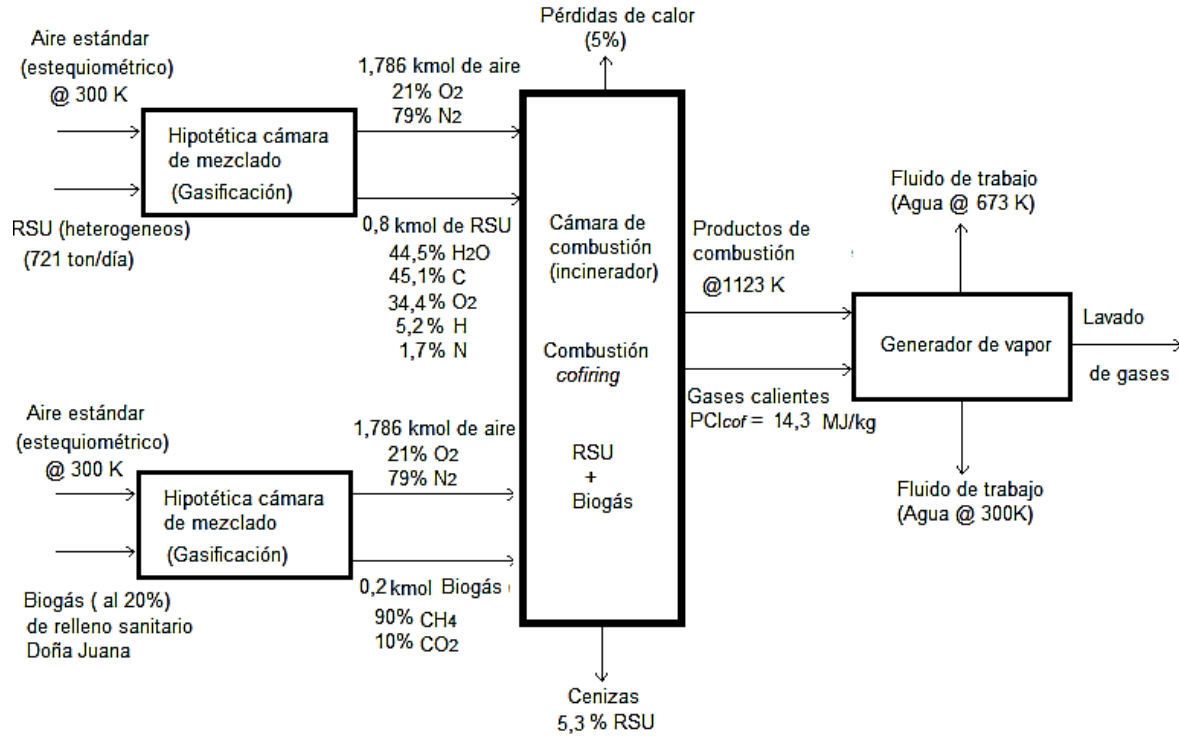 Aire estándar
(estequiométrico)
@ 300 K
RSU (heterogeneos)
(721 ton/día)
Hipotética cámara
de mezclado
(Gasificación)
1,786 kmol de aire
21% O2
79% N2
0,8 kmol de RSU
44,5% H2O
45,1% C
34,4% O2
5,2% H
1,7% N
Aire estándar
(estequiométrico)
@ 300 K
Biogás ( al 20%)
de relleno sanitario
Doña Juana
Hipotética cámara
de mezclado
(Gasificación)
1,786 kmol de aire
21% O2
79% N2
0,2 kmol Biogás
90% CH4
10% CO2
Pérdidas de calor
(5%)
Cámara de
combustión
(incinerador)
Combustión
cofiring
RSU
+
Biogás
Cenizas
5,3 % RSU
Productos de
combustión
@1123 K
Gases calientes
PCIcof = 14,3 MJ/kg
Fluido de trabajo
(Agua @ 673 K)
Generador de vapor
Fluido de trabajo
(Agua @ 300K)
Lavado
de gases